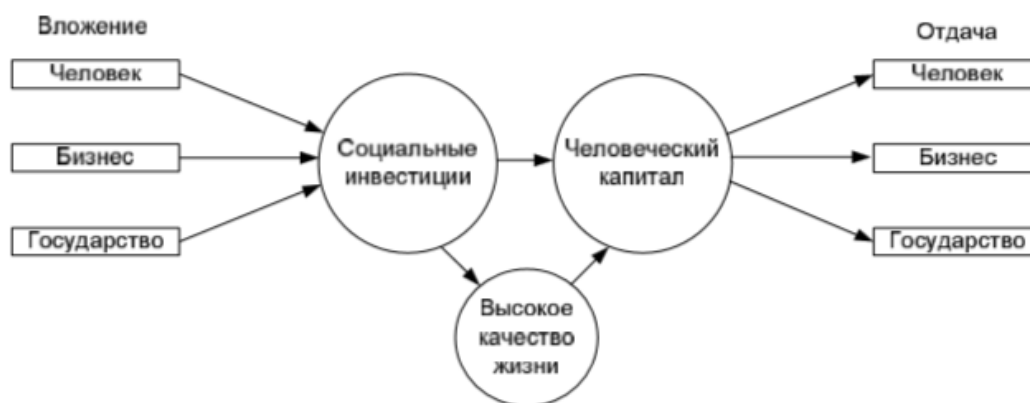 Вложение
Человек
Бизнес
Государство
Социальные
инвестиции
Высокое
качество
жизни
Человеческий
капитал
Отдача
Человек
Бизнес
Государство